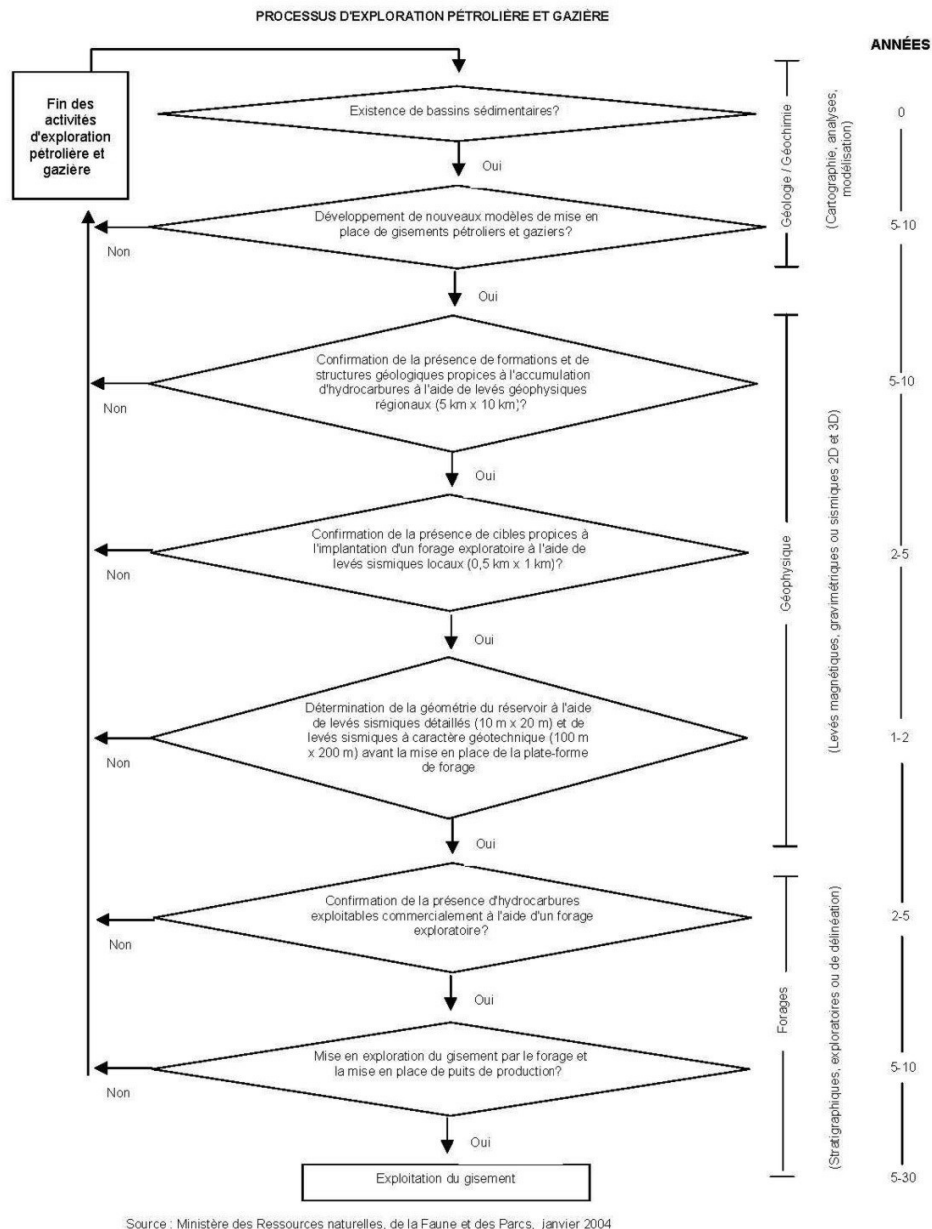 PROCESSUS D'EXPLORATION PÉTROLIÈRE ET GAZIÈRE
ANNÉES
Fin des
activités
d'exploration
pétrolière et
gazière
Existence de bassins sédimentaires?
0
Oui
Géologie / Géochimie
(Cartographie, analyses,
modélisation)
Développement de nouveaux modèles de mise en
place de gisements pétroliers et gaziers?
5-10
Non
Oui
Confirmation de la présence de formations et de
structures géologiques propices à l'accumulation
d'hydrocarbures à l'aide de levés géophysiques
régionaux (5 km x 10 km)?
5-10
Non
Oui
Géophysique
(Levés magnétiques, gravimétriques ou sismiques 2D et 3D)
Confirmation de la présence de cibles propices à
l'implantation d'un forage exploratoire à l'aide de
levés sismiques locaux (0,5 km x 1 km)?
2-5
Non
Oui
Détermination de la géométrie du réservoir à l'aide
de levés sismiques détaillés (10 m x 20 m) et de
levés sismiques à caractère géotechnique (100 m
x 200 m) avant la mise en place de la plate-forme
de forage
1-2
Non
Oui
Confirmation de la présence d'hydrocarbures
exploitables commercialement à l'aide d'un forage
exploratoire?
2-5
Non
Oui
Forages
(Stratigraphiques, exploratoires ou de délinéation)
Mise en exploration du gisement par le forage et
la mise en place de puits de production?
5-10
Non
Oui
Exploitation du gisement
5-30
Source : Ministère des Ressources naturelles, de la Faune et des Parcs, janvier 2004